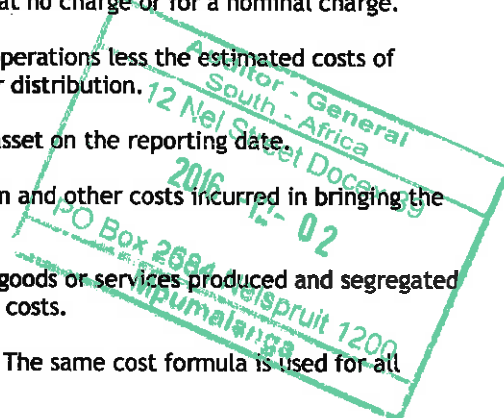 at no charge or for a nominal charge.
perations less the estimated costs of
r distribution.
asset on the reporting date.
n and other costs incurred in bringing the
goods or services produced and segregated
costs.
The same cost formula is used for all
Auditor - General
South - Africa
12 Nel Street Docex 39
2016 -12- 02
PO Box 2684 Nelspruit 1200
Mpumalanga